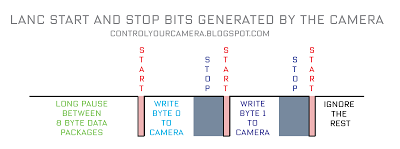 LANC START AND STOP BITS GENERATED BY THE CAMERA
CONTROLYOURCAMERA.BLOGSPOT.COM
START
STOP
START
STOP
START
LONG PAUSE
BETWEEN
8 BYTE DATA
PACKAGES
WRITE
BYTE 0
TO
CAMERA
WRITE
BYTE 1
TO
CAMERA
IGNORE
THE
REST